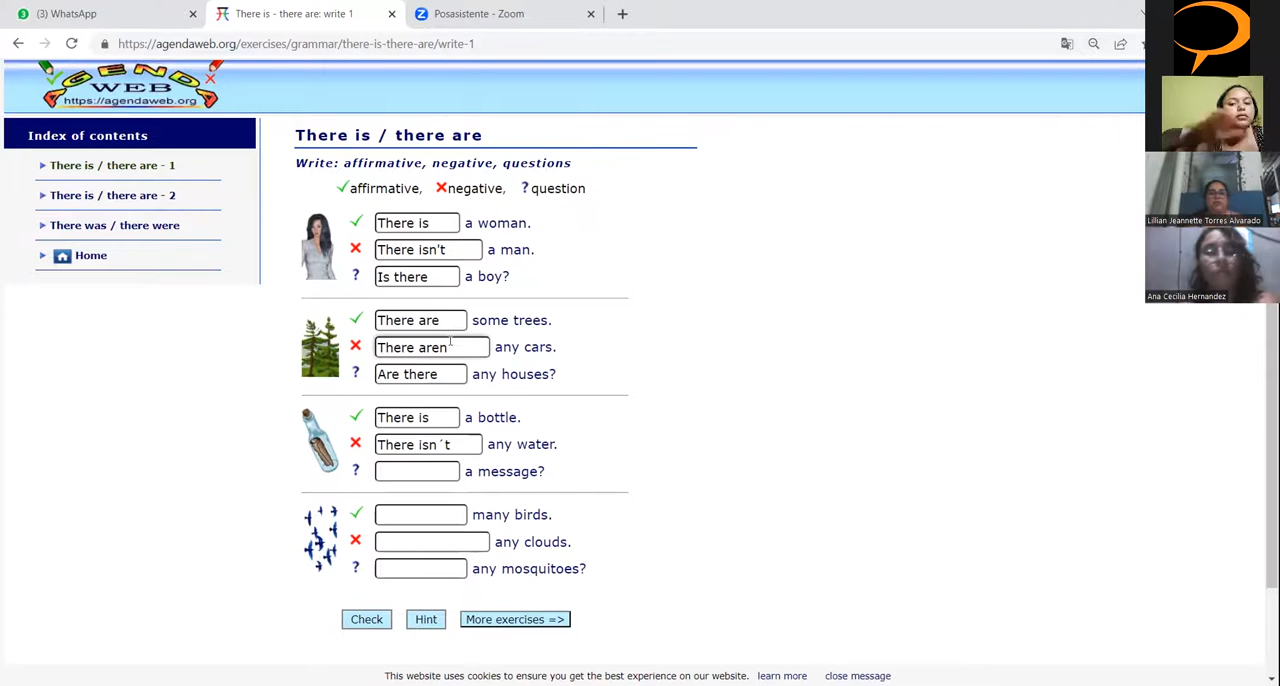 (3) WhatsApp
There is - there are: write 1
Posasistente - Zoom
https://agendaweb.org/exercises/grammar/there-is-there-are/write-1
AGENDA
WEB
https://agendaweb.org
Index of contents
There is / there are - 1
There is / there are - 2
There was / there were
Home
There is / there are
Write: affirmative, negative, questions
affirmative, negative, ?question
There is a woman.
There isn't a man.
? Is there a boy?
There are some trees.
There aren' any cars.
? Are there any houses?
There is a bottle.
There isn´t any water.
? a message?
many birds.
any clouds.
? any mosquitoes?
Check Hint More exercises =>
This website uses cookies to ensure you get the best experience on our website. learn more close message
Lillian Jeannette Torres Alvarado
Ana Cecilia Hernandez